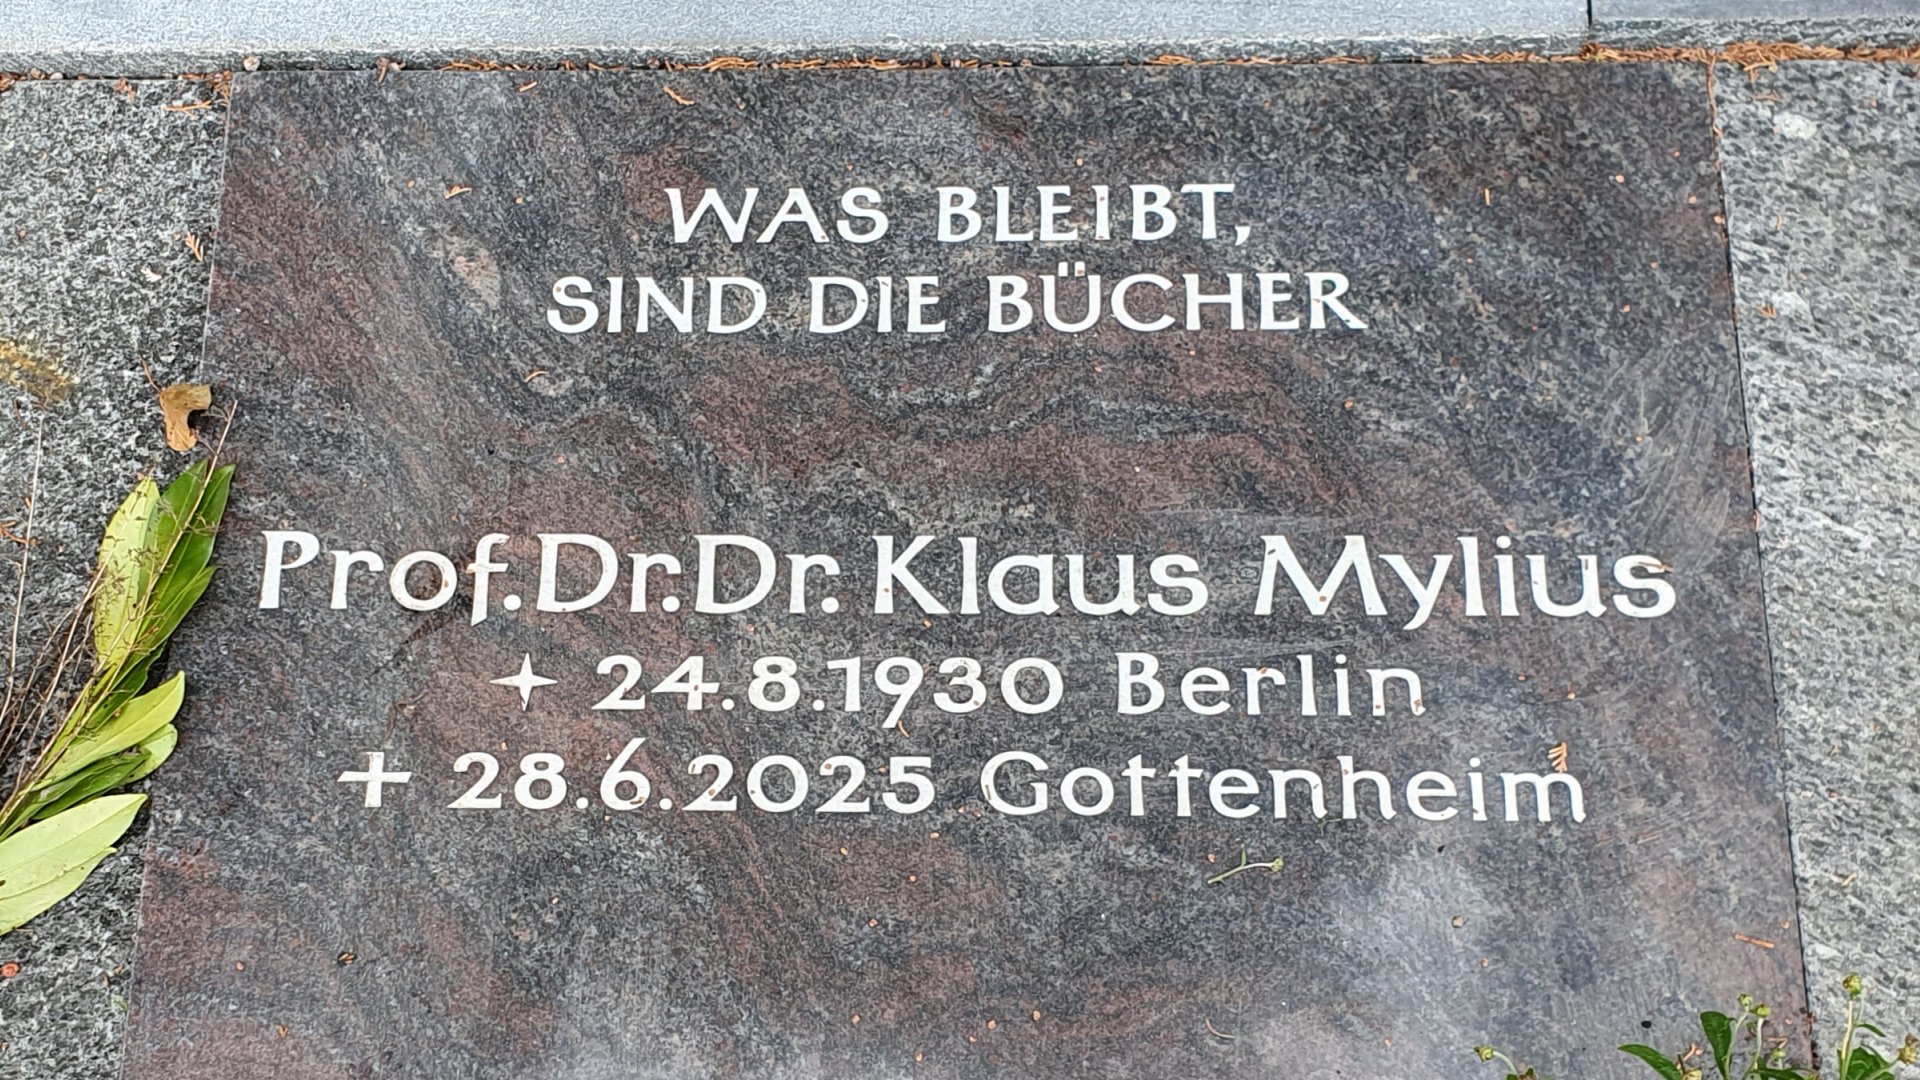 WAS BLEIBT,
SIND DIE BÜCHER
Prof. Dr. Dr. Klaus Mylius
24.8.1930 Berlin
28.6.2025 Gottenheim